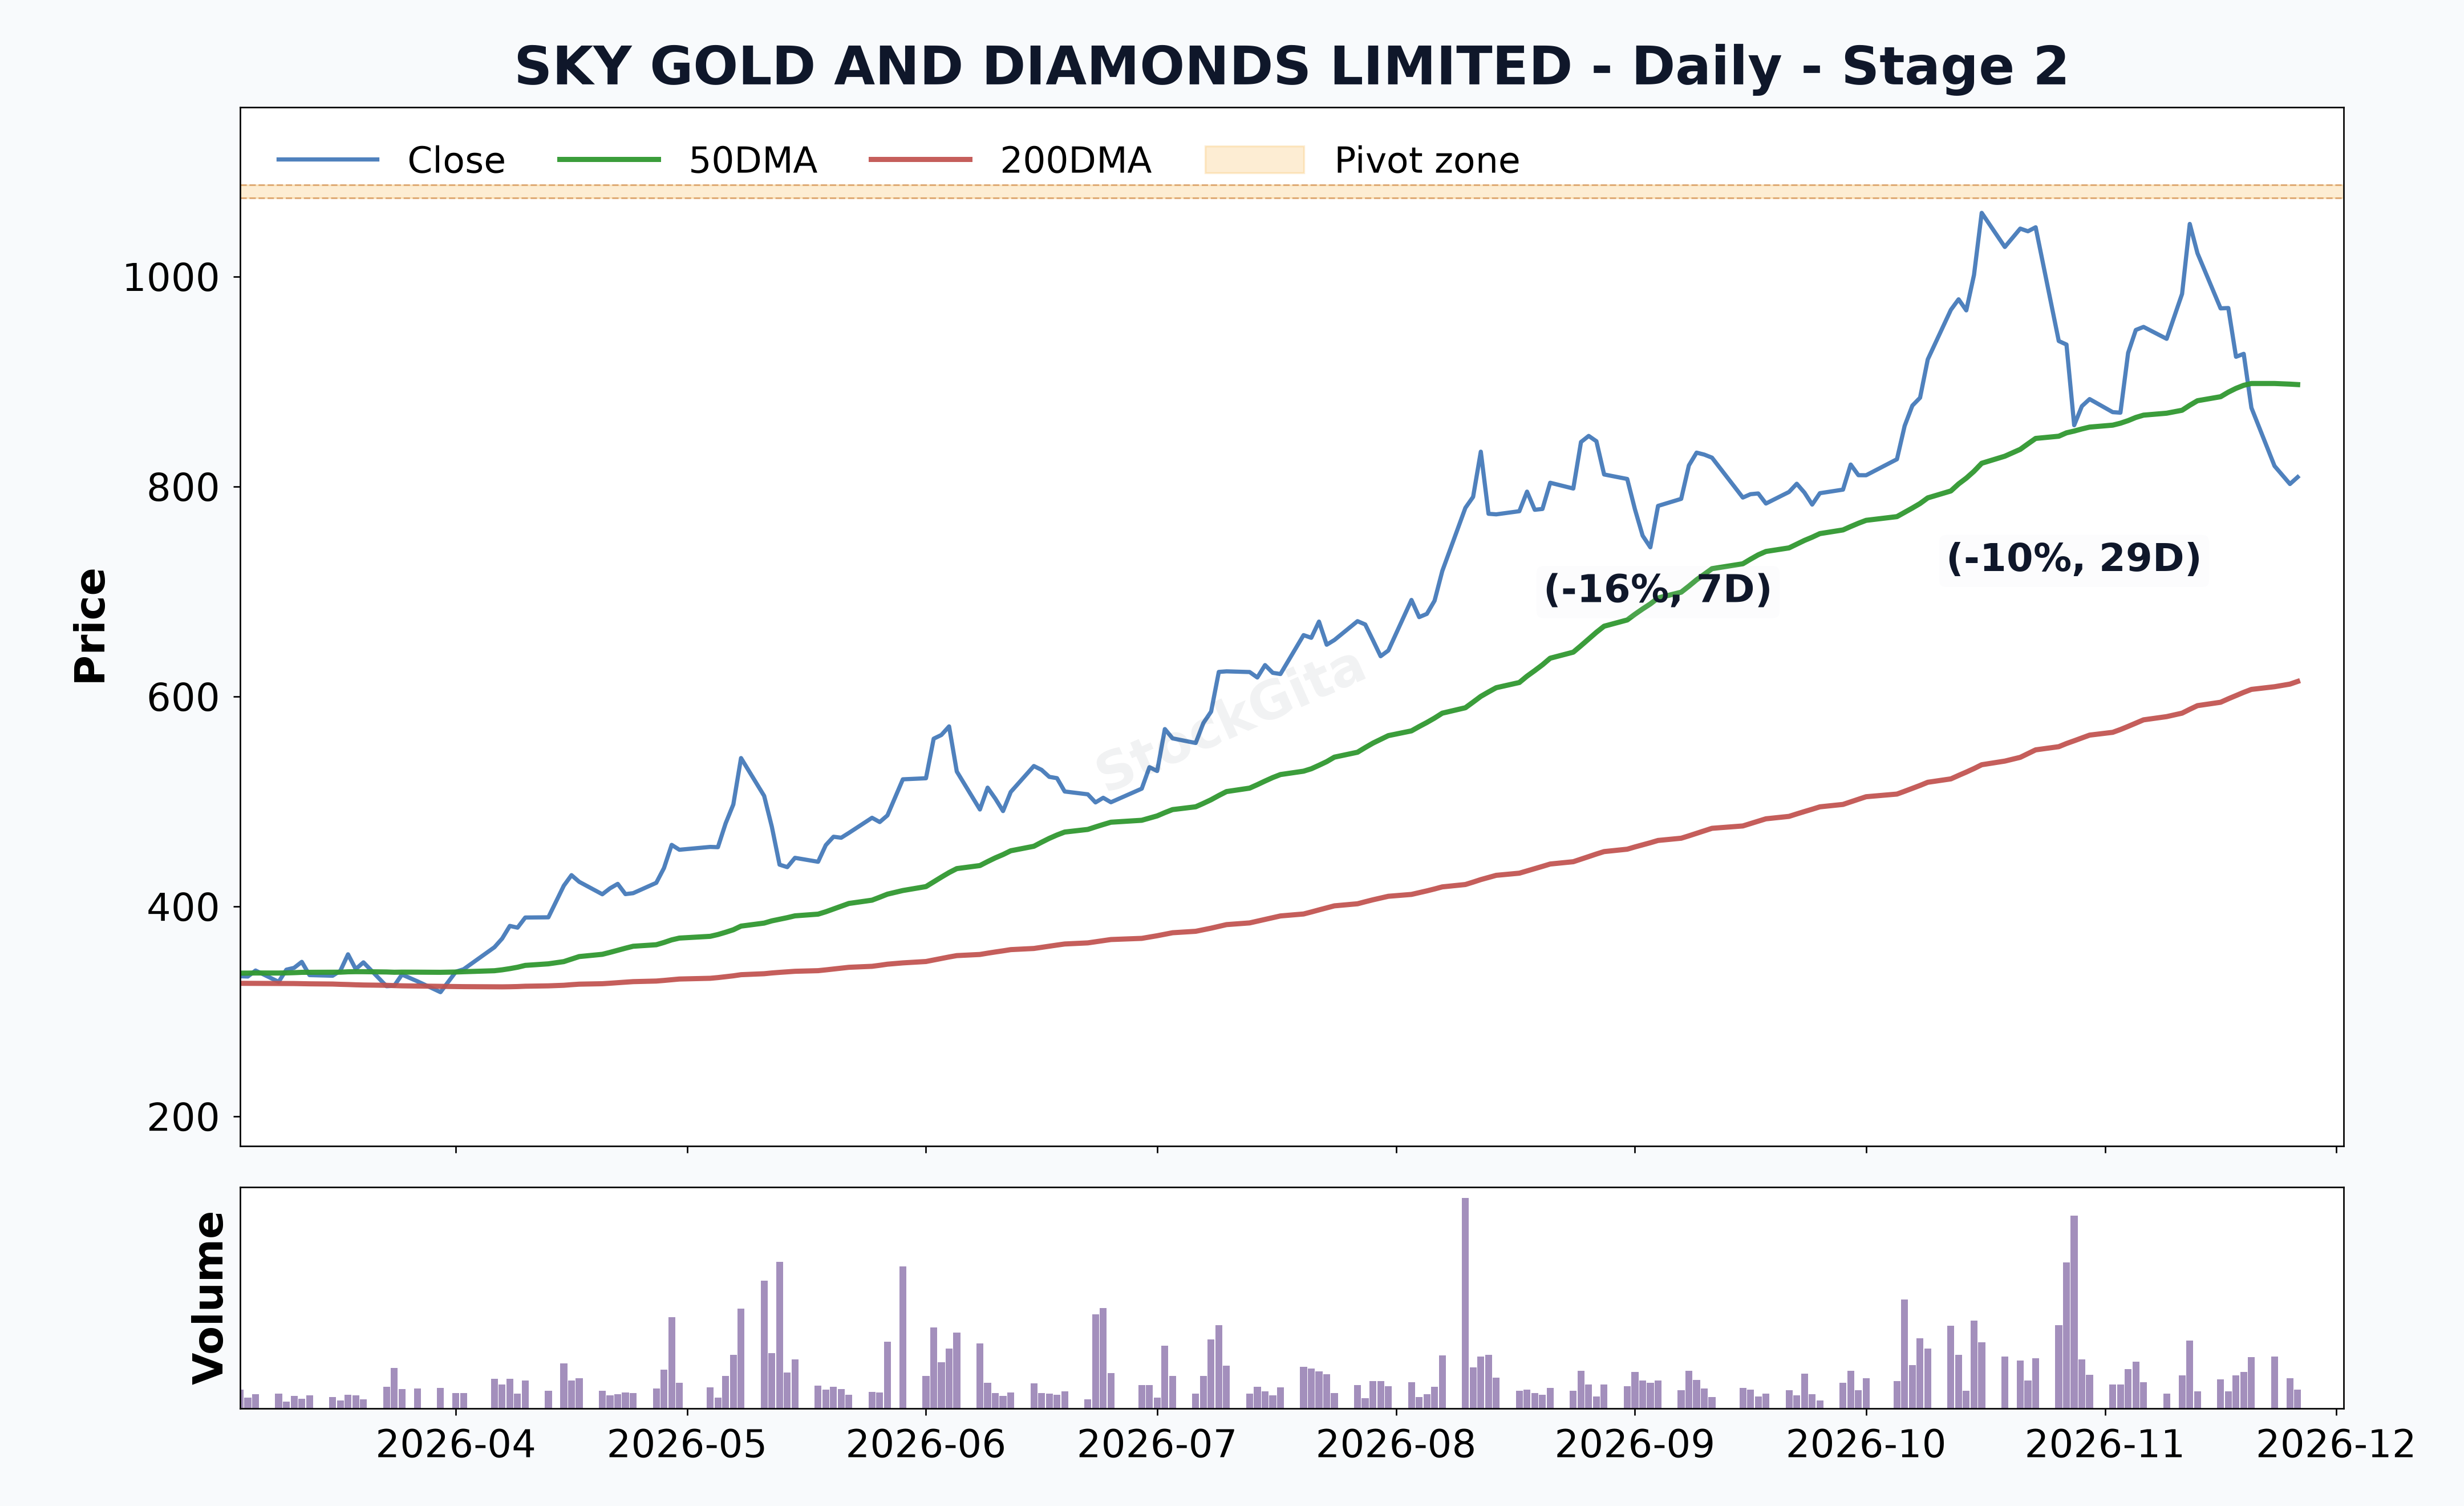 SKY GOLD AND DIAMONDS LIMITED - Daily - Stage 2
Close 50DMA 200DMA Pivot zone
1000
800
600
400
200
Price
(-16%, 7D)
(-10%, 29D)
StockGita
Volume
2026-04 2026-05 2026-06 2026-07 2026-08 2026-09 2026-10 2026-11 2026-12